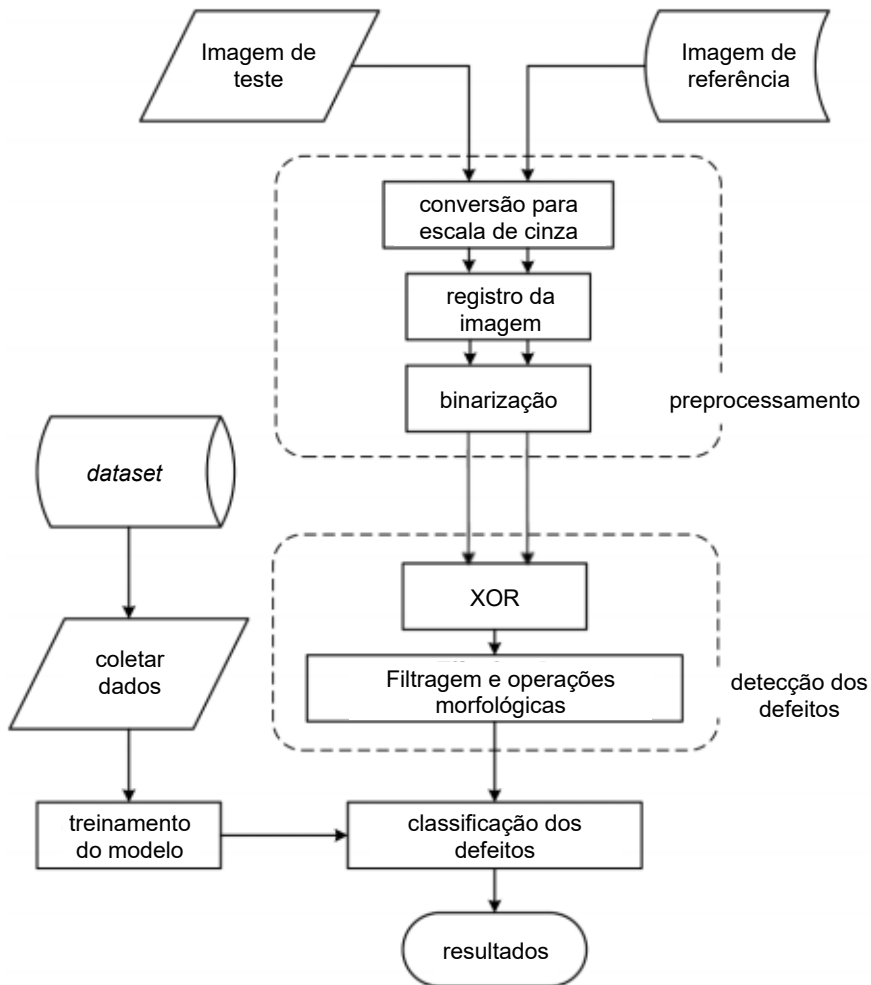 Imagem de
teste
Imagem de
referência
conversão para
escala de cinza
registro da
imagem
binarização
preprocessamento
dataset
XOR
coletar
dados
Filtragem e operações
morfológicas
detecção dos
defeitos
treinamento
do modelo
classificação dos
defeitos
resultados